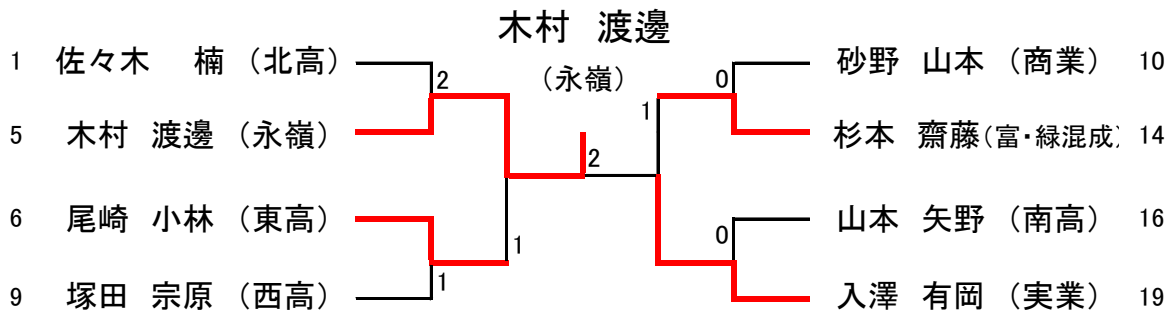 木村 渡邊
(永嶺)
1 佐々木 楠 (北高)
2
5 木村 渡邊 (永嶺)
6 尾崎 小林 (東高)
1
9 塚田 宗原 (西高)
1
2
1
0
砂野 山本 (商業) 10
杉本 齋藤(富・緑混成) 14
0
山本 矢野 (南高) 16
入澤 有岡 (実業) 19